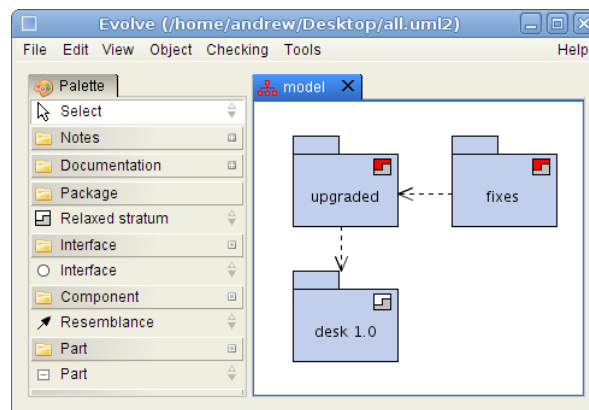 Evolve (/home/andrew/Desktop/all.uml2)
File Edit View Object Checking Tools Help
Palette
Select
Notes
Documentation
Package
Relaxed stratum
Interface
Interface
Component
Resemblance
Part
Part
model
upgraded
fixes
desk 1.0